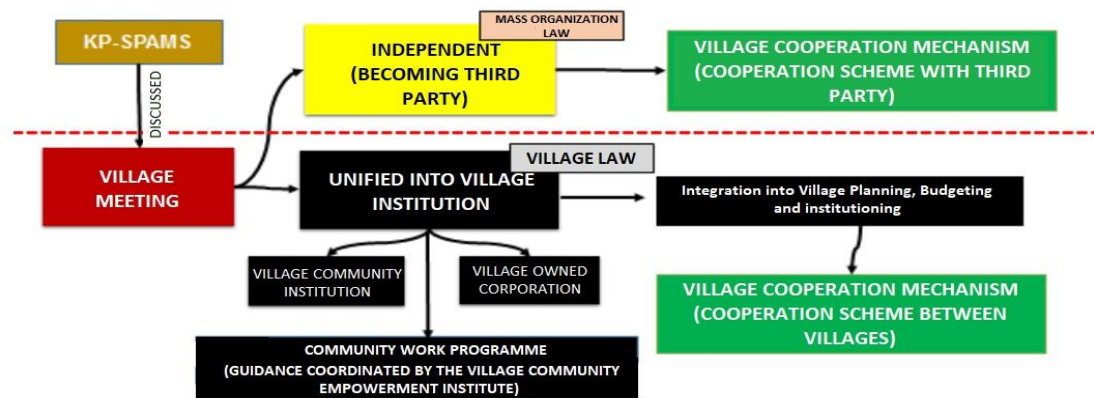 KP-SPAMS
DISCUSSED
MASS ORGANIZATION
LAW
INDEPENDENT
(BECOMING THIRD
PARTY)
VILLAGE COOPERATION MECHANISM
(COOPERATION SCHEME WITH THIRD
PARTY)
VILLAGE
MEETING
VILLAGE LAW
UNIFIED INTO VILLAGE
INSTITUTION
Integration into Village Planning, Budgeting
and institutioning
VILLAGE COMMUNITY
INSTITUTION
VILLAGE OWNED
CORPORATION
VILLAGE COOPERATION MECHANISM
(COOPERATION SCHEME BETWEEN
VILLAGES)
COMMUNITY WORK PROGRAMME
(GUIDANCE COORDINATED BY THE VILLAGE COMMUNITY
EMPOWERMENT INSTITUTE)